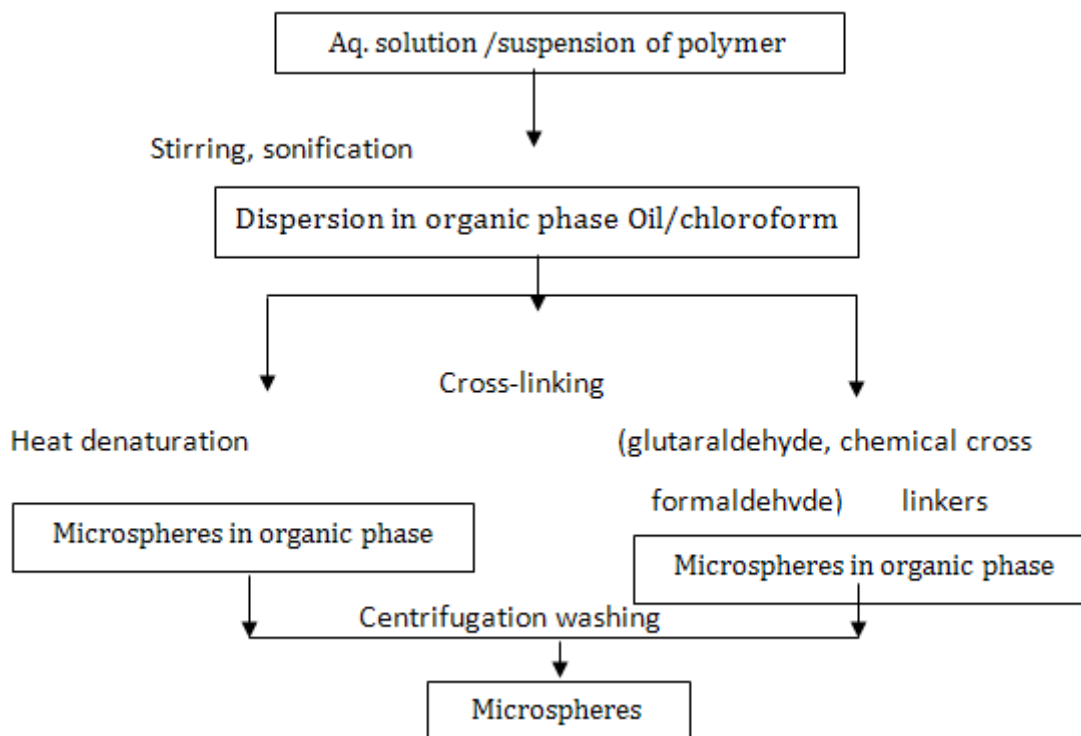 Aq. solution /suspension of polymer
Stirring, sonification
Dispersion in organic phase Oil/chloroform
Cross-linking
Heat denaturation
(glutaraldehyde, chemical cross
formaldehvde) linkers
Microspheres in organic phase
Microspheres in organic phase
Centrifugation washing
Microspheres